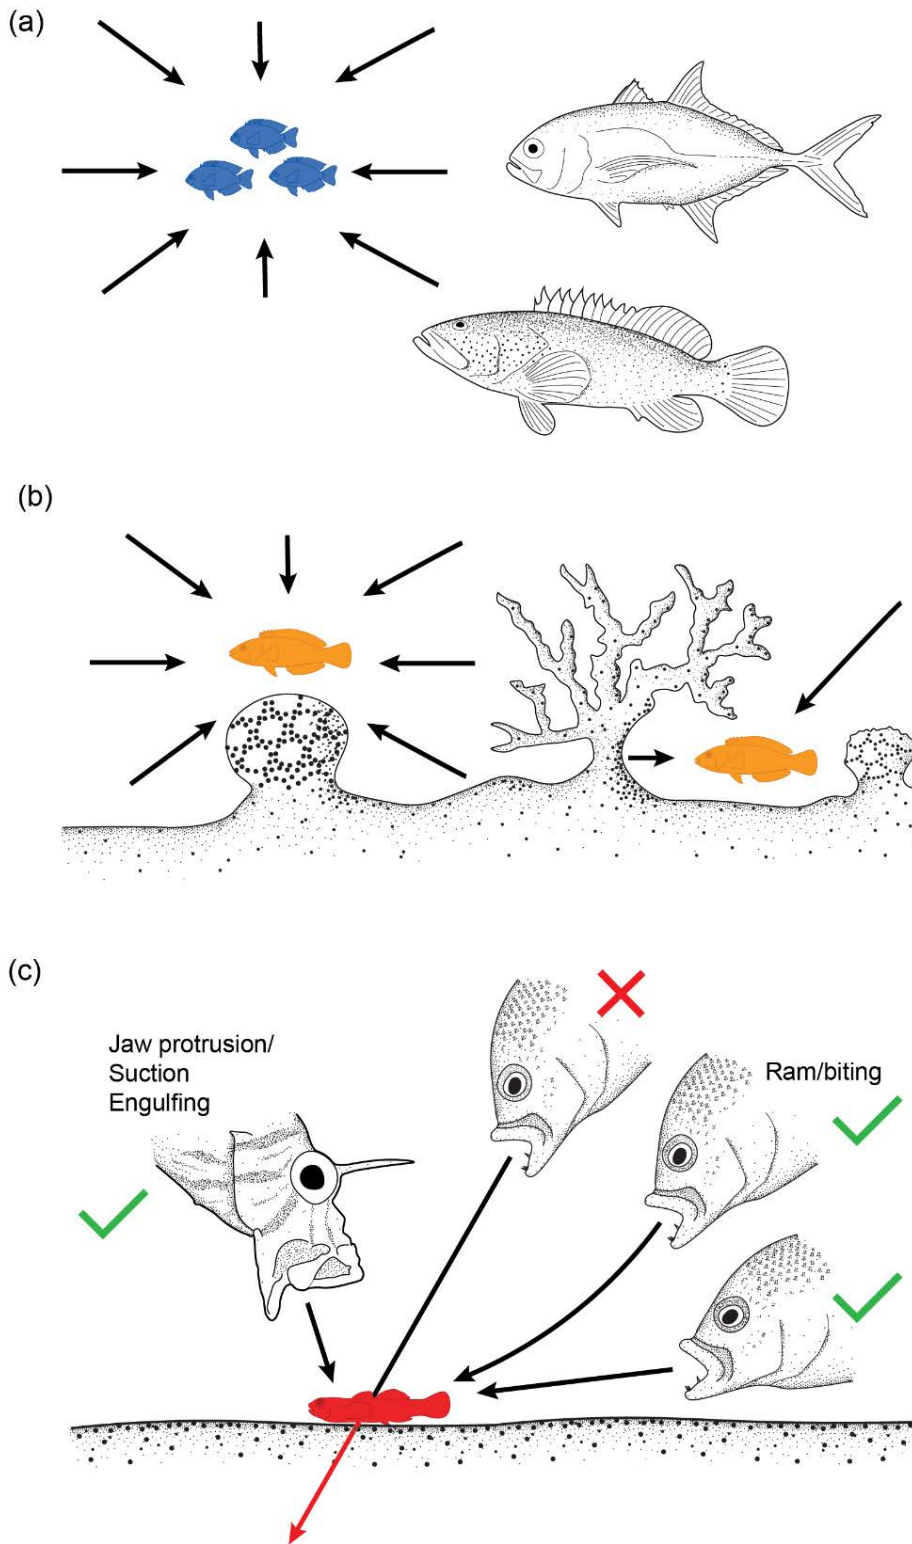 (a)
(b)
(c)
Jaw protrusion/
Suction
Engulfing
Ram/biting